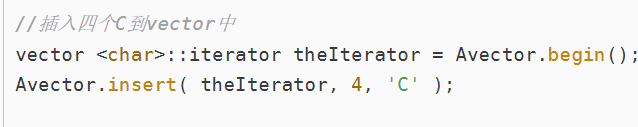 //插入四个C到vector中
vector <char>::iterator theIterator = Avector.begin();
Avector.insert( theIterator, 4, 'C' );